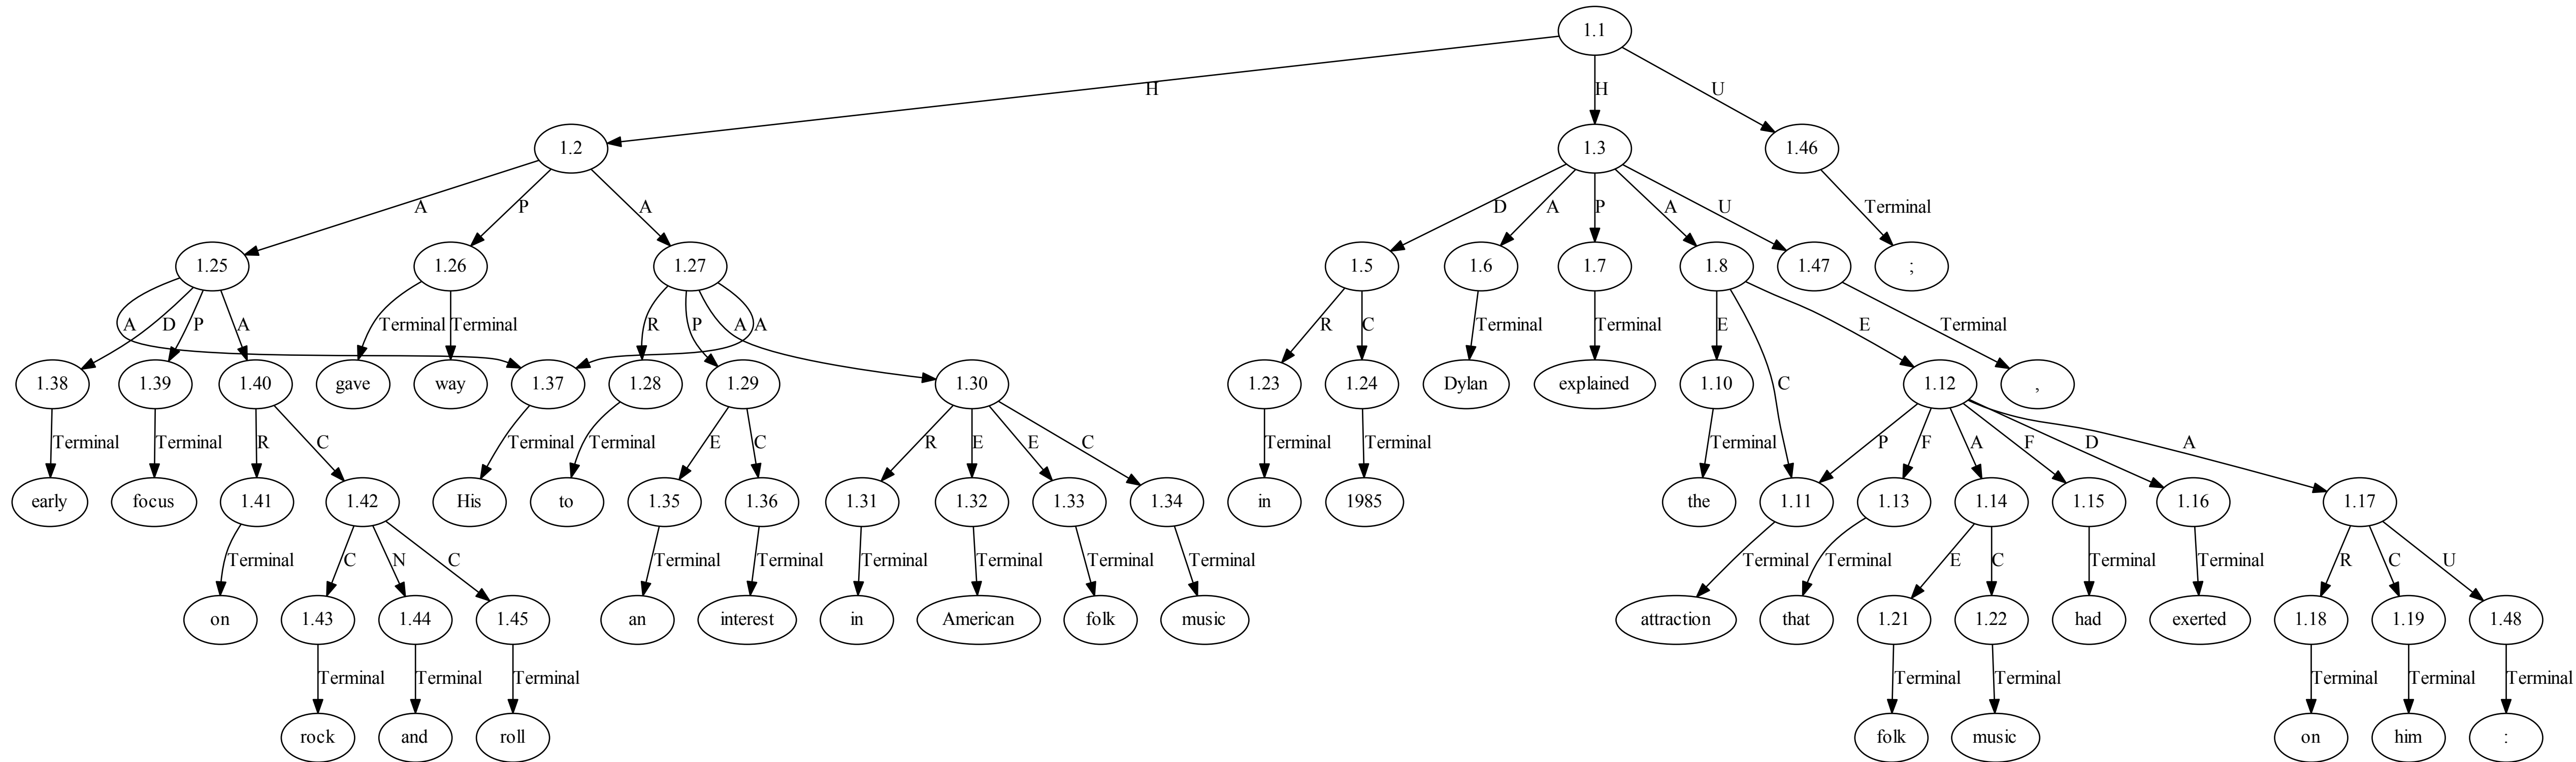 1.1
H H U
1.2 1.3 1.46
A P A D A P A U Terminal
1.25 1.26 1.27 1.5 1.6 1.7 1.8 1.47 ;
A D P A Terminal Terminal R P A A R C Terminal Terminal E C E Terminal
1.38 1.39 1.40 gave way 1.37 1.28 1.29 1.30 1.23 1.24 Dylan explained 1.10 1.12 ,
Terminal Terminal R C Terminal Terminal E C R E E C Terminal Terminal Terminal P F A F D A
early focus 1.41 1.42 His to 1.35 1.36 1.31 1.32 1.33 1.34 in 1985 the 1.11 1.13 1.14 1.15 1.16 1.17
Terminal C N C Terminal Terminal Terminal Terminal Terminal Terminal Terminal Terminal E C Terminal Terminal R C U
on 1.43 1.44 1.45 an interest in American folk music attraction that 1.21 1.22 had exerted 1.18 1.19 1.48
Terminal Terminal Terminal Terminal Terminal Terminal Terminal Terminal
rock and roll folk music on him :